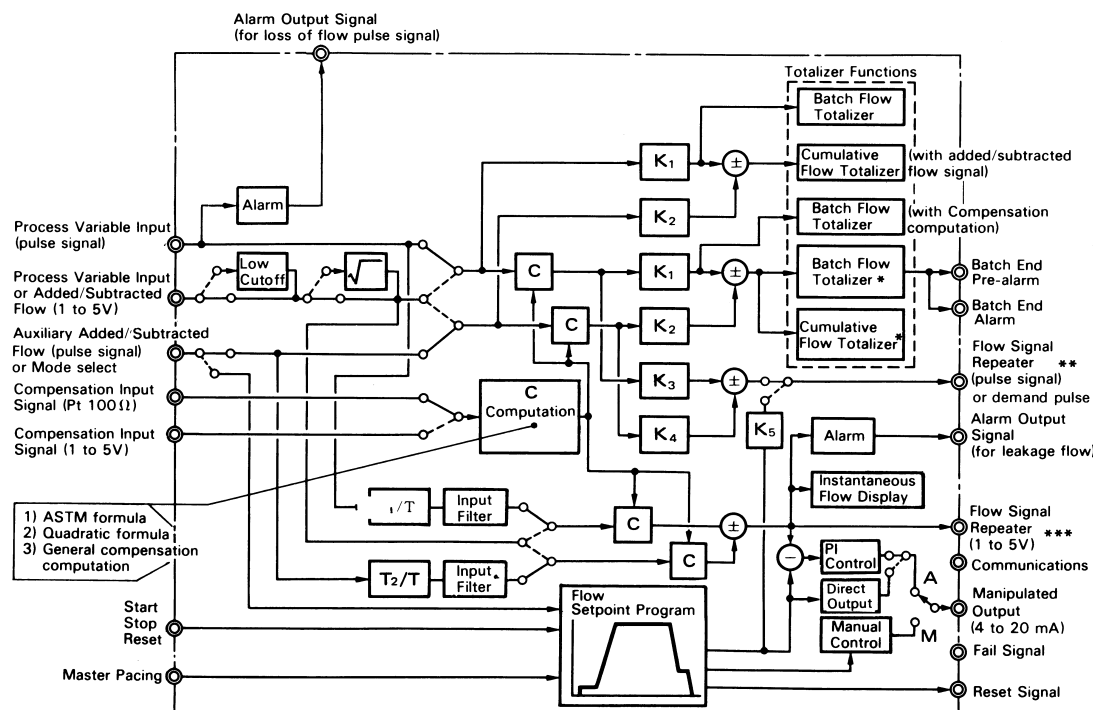 Alarm Output Signal
(for loss of flow pulse signal)
Totalizer Functions
Batch Flow
Totalizer
K1
±
Cumulative
Flow Totalizer
(with added/subtracted
flow signal)
Alarm
K2
Process Variable Input
(pulse signal)
Batch Flow
Totalizer
(with Compensation
computation)
Low
Cutoff
√
Process Variable Input
or Added/Subtracted
Flow (1 to 5V)
C
K1
±
Batch Flow
Totalizer *
Batch End
Pre-alarm
C
K2
Batch End
Alarm
Auxiliary Added/Subtracted
Flow (pulse signal)
or Mode select
Cumulative
Flow Totalizer*
Flow Signal
Repeater **
(pulse signal)
or demand pulse
Compensation Input
Signal (Pt 100Ω)
C
Computation
K3
±
Compensation Input
Signal (1 to 5V)
K4
K5
Alarm
Alarm Output
Signal
(for leakage flow)
Instantaneous
Flow Display
1) ASTM formula
2) Quadratic formula
3) General compensation
computation
/T
Input
Filter
C
±
Flow Signal
Repeater ***
(1 to 5V)
T2/T
Input
Filter
C
−
PI
Control
Communications
Direct
Output
A
Manipulated
Output
(4 to 20 mA)
Start
Stop
Reset
Flow
Setpoint Program
Manual
Control
M
Fail Signal
Master Pacing
Reset Signal